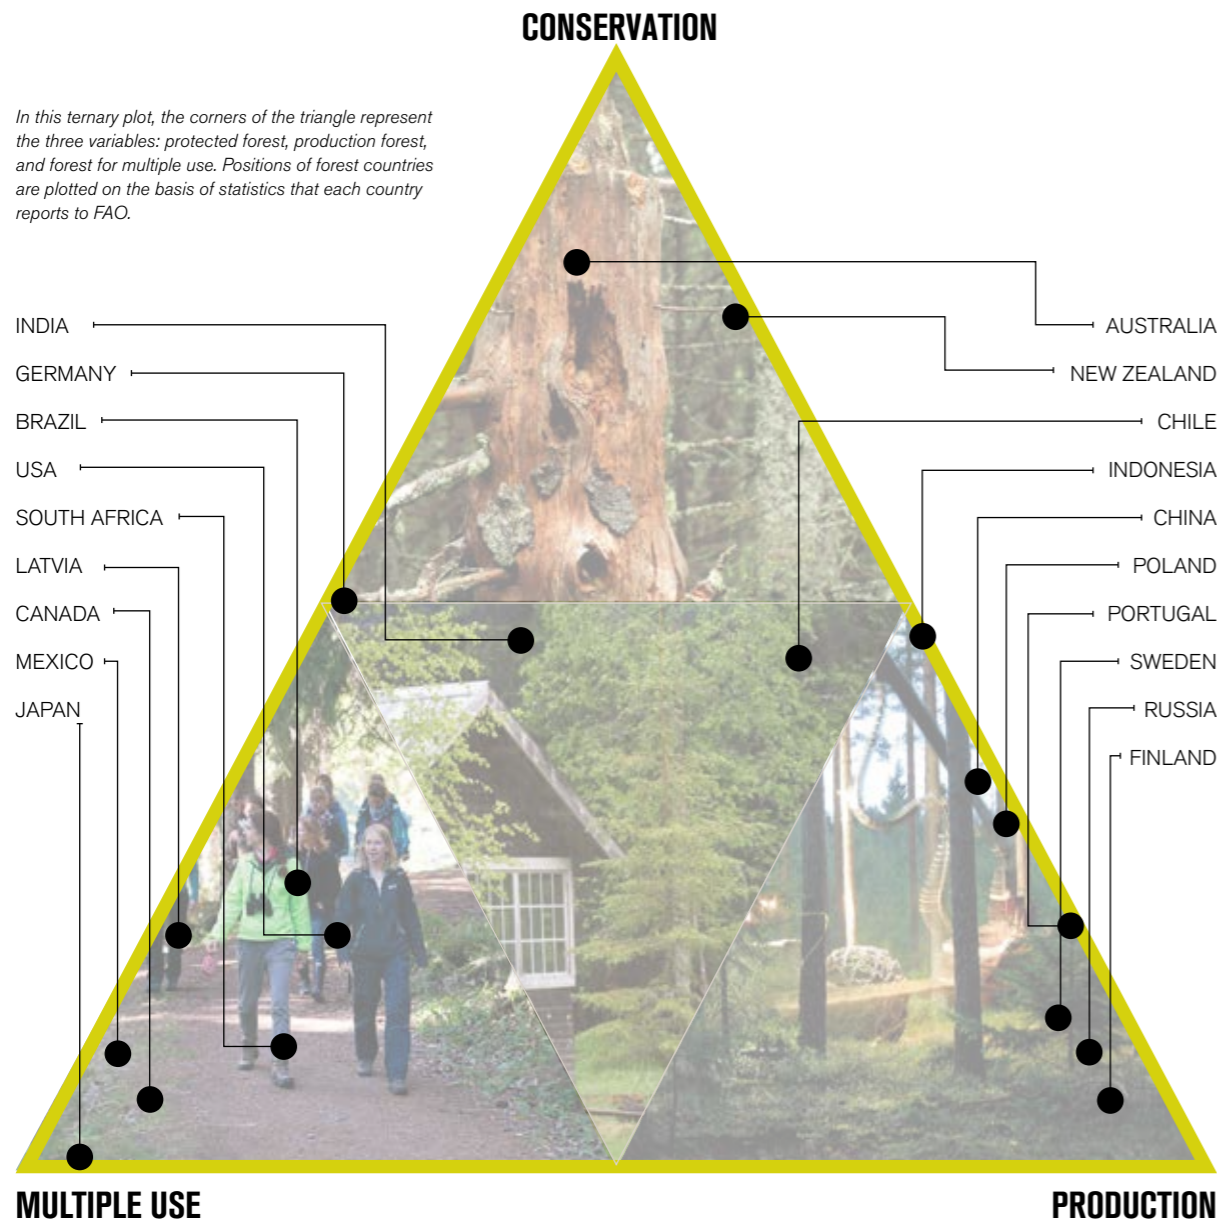 CONSERVATION
In this ternary plot, the corners of the triangle represent
the three variables: protected forest, production forest,
and forest for multiple use. Positions of forest countries
are plotted on the basis of statistics that each country
reports to FAO.
INDIA
GERMANY
BRAZIL
USA
SOUTH AFRICA
LATVIA
CANADA
MEXICO
JAPAN
AUSTRALIA
NEW ZEALAND
CHILE
INDONESIA
CHINA
POLAND
PORTUGAL
SWEDEN
RUSSIA
FINLAND
MULTIPLE USE
PRODUCTION